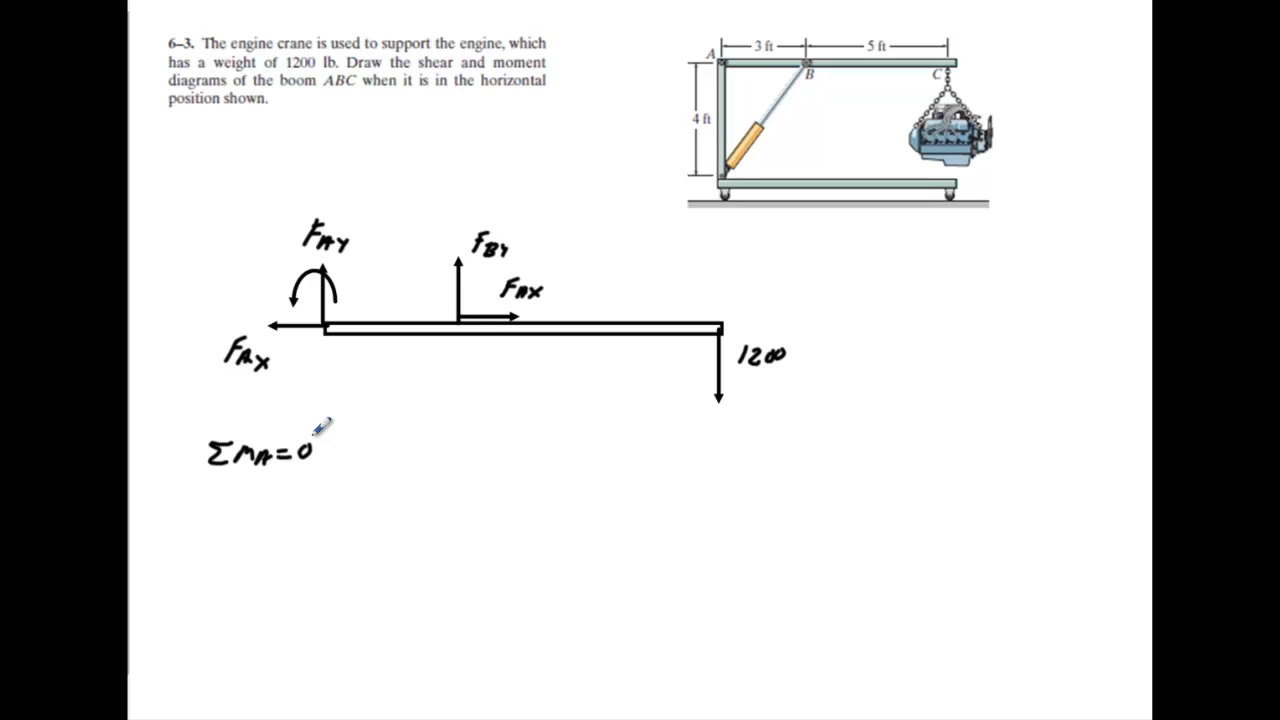 6–3. The engine crane is used to support the engine, which
has a weight of 1200 lb. Draw the shear and moment
diagrams of the boom ABC when it is in the horizontal
position shown.
3 ft
5 ft
A
B
C
4 ft
FAY
FBY
FAX
FAX
1200
ΣMA=0